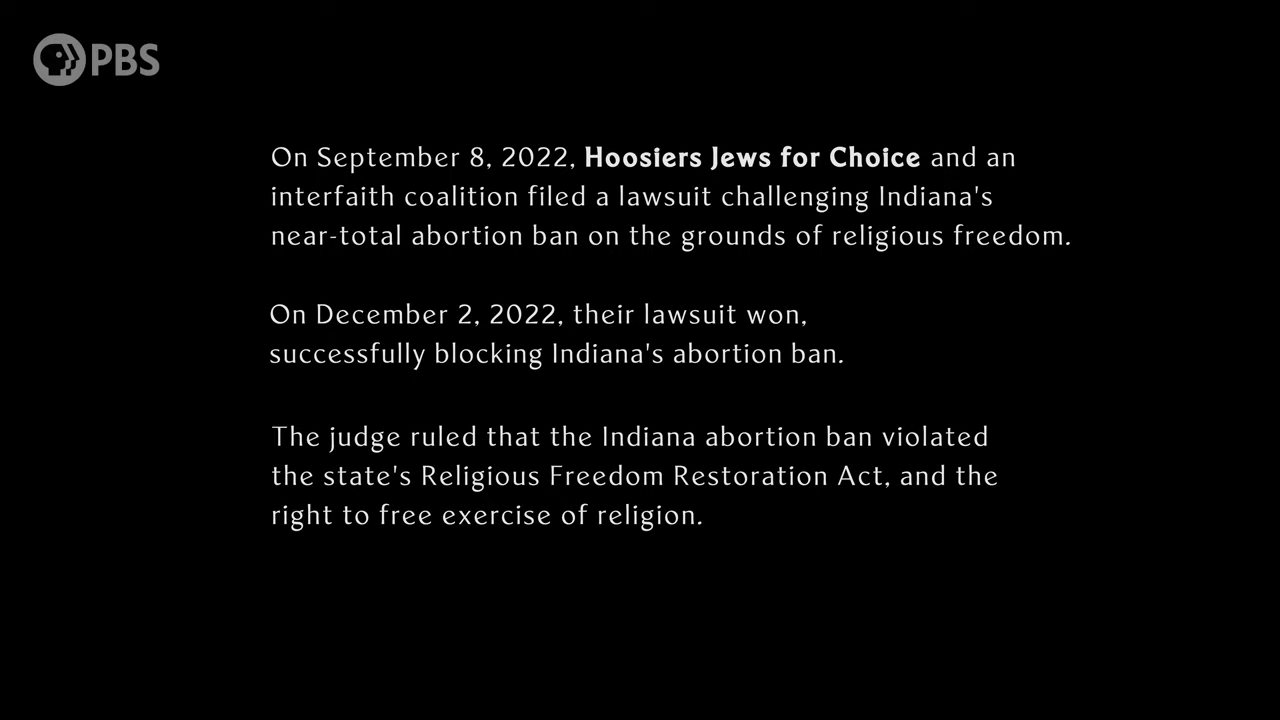 PBS
On September 8, 2022, Hoosiers Jews for Choice and an
interfaith coalition filed a lawsuit challenging Indiana's
near-total abortion ban on the grounds of religious freedom.
On December 2, 2022, their lawsuit won,
successfully blocking Indiana's abortion ban.
The judge ruled that the Indiana abortion ban violated
the state's Religious Freedom Restoration Act, and the
right to free exercise of religion.